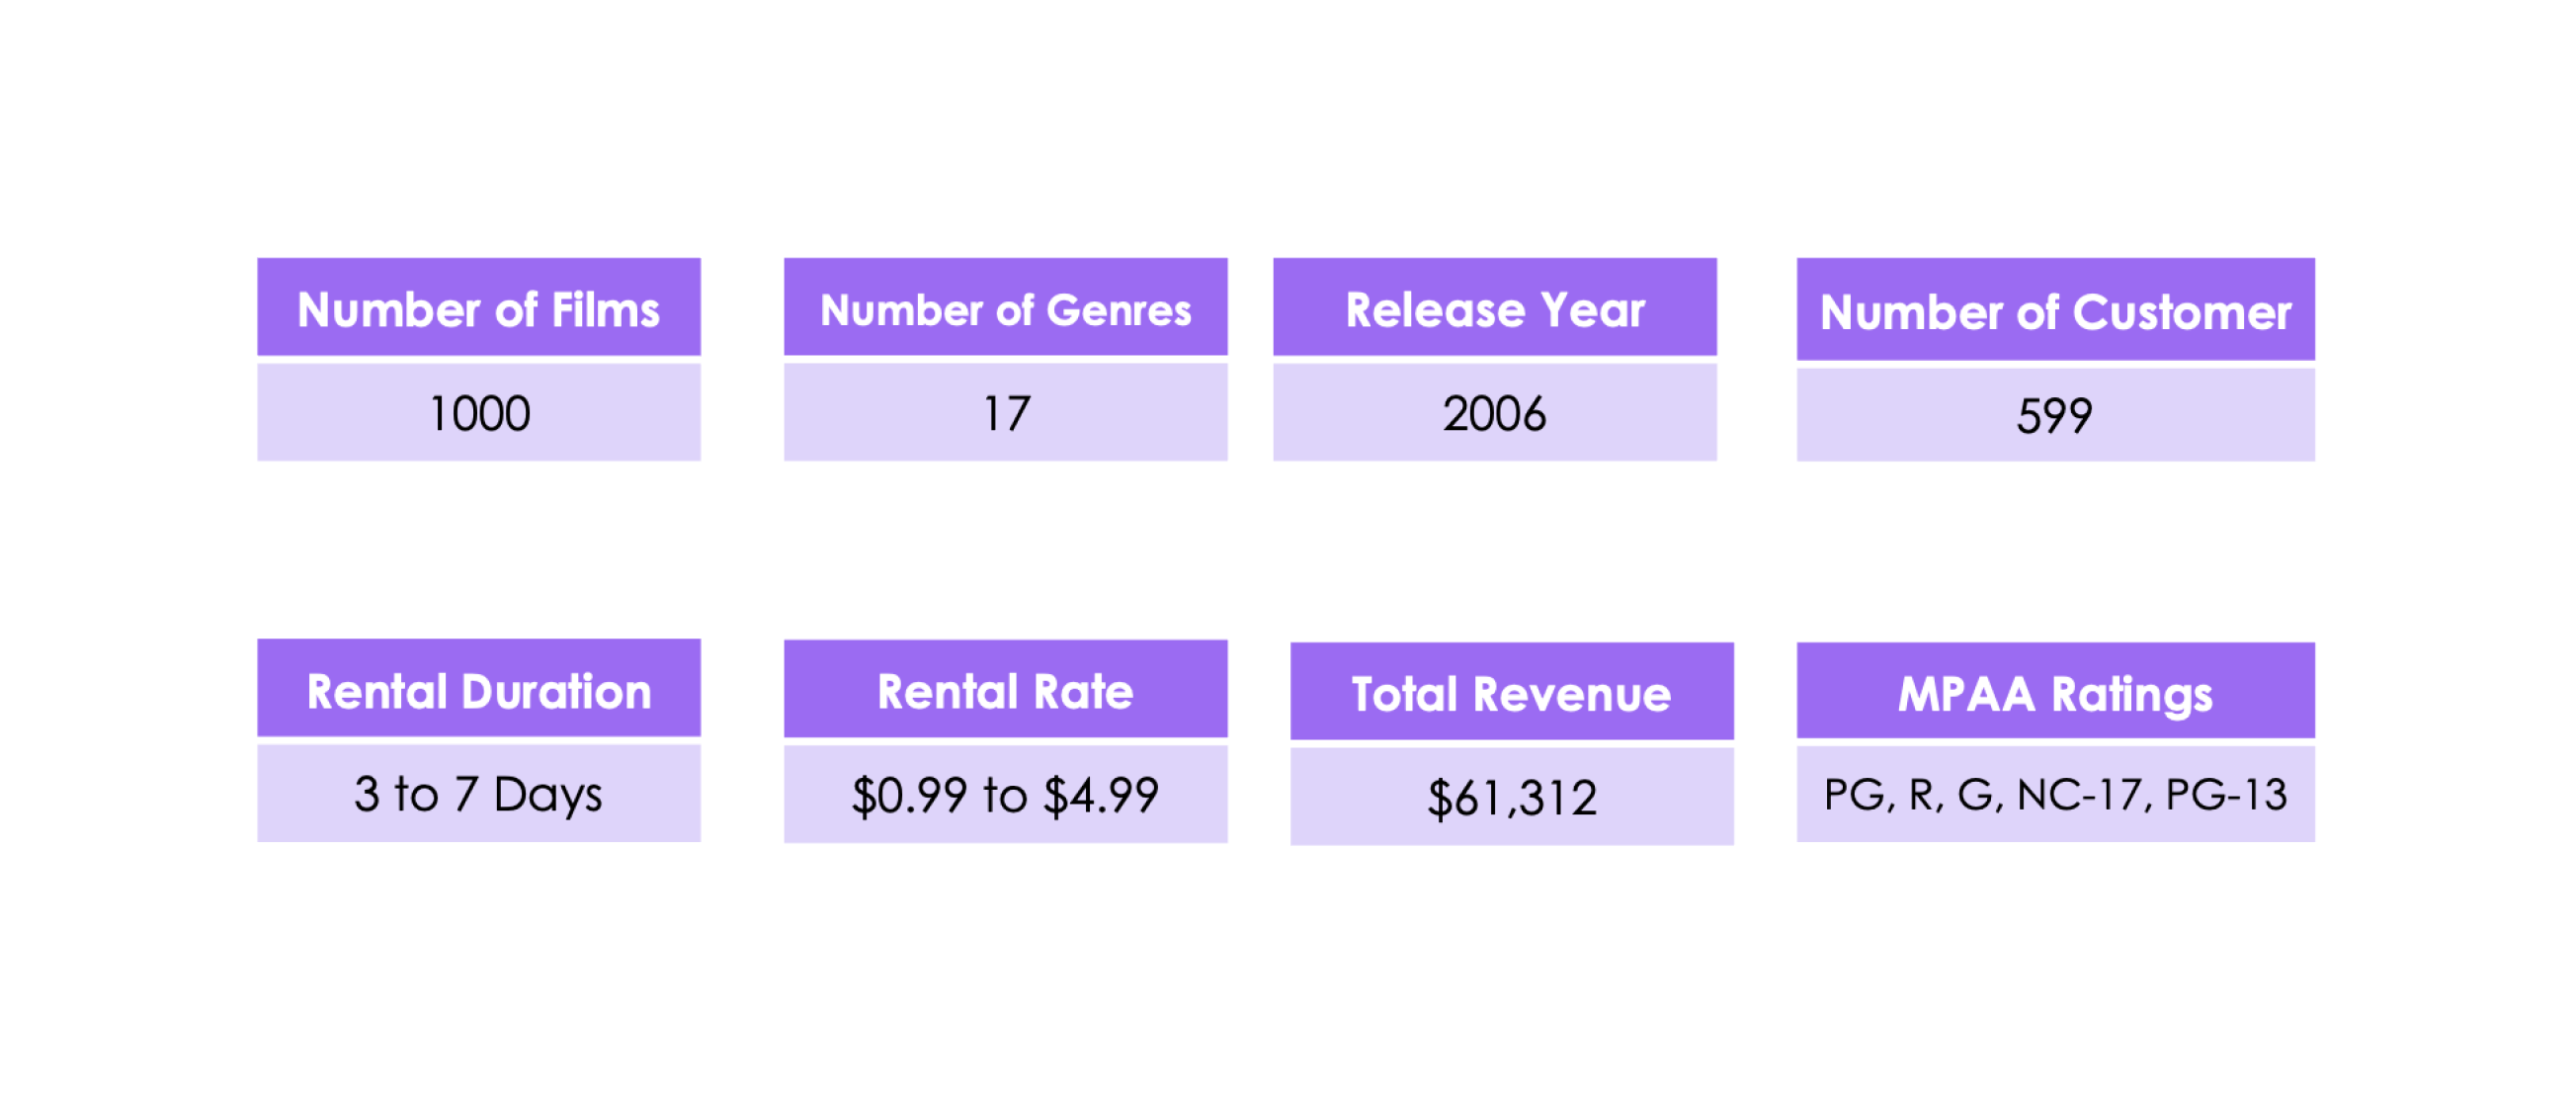 Number of Films
1000
Number of Genres
17
Release Year
2006
Number of Customer
599
Rental Duration
3 to 7 Days
Rental Rate
$0.99 to $4.99
Total Revenue
$61,312
MPAA Ratings
PG, R, G, NC-17, PG-13